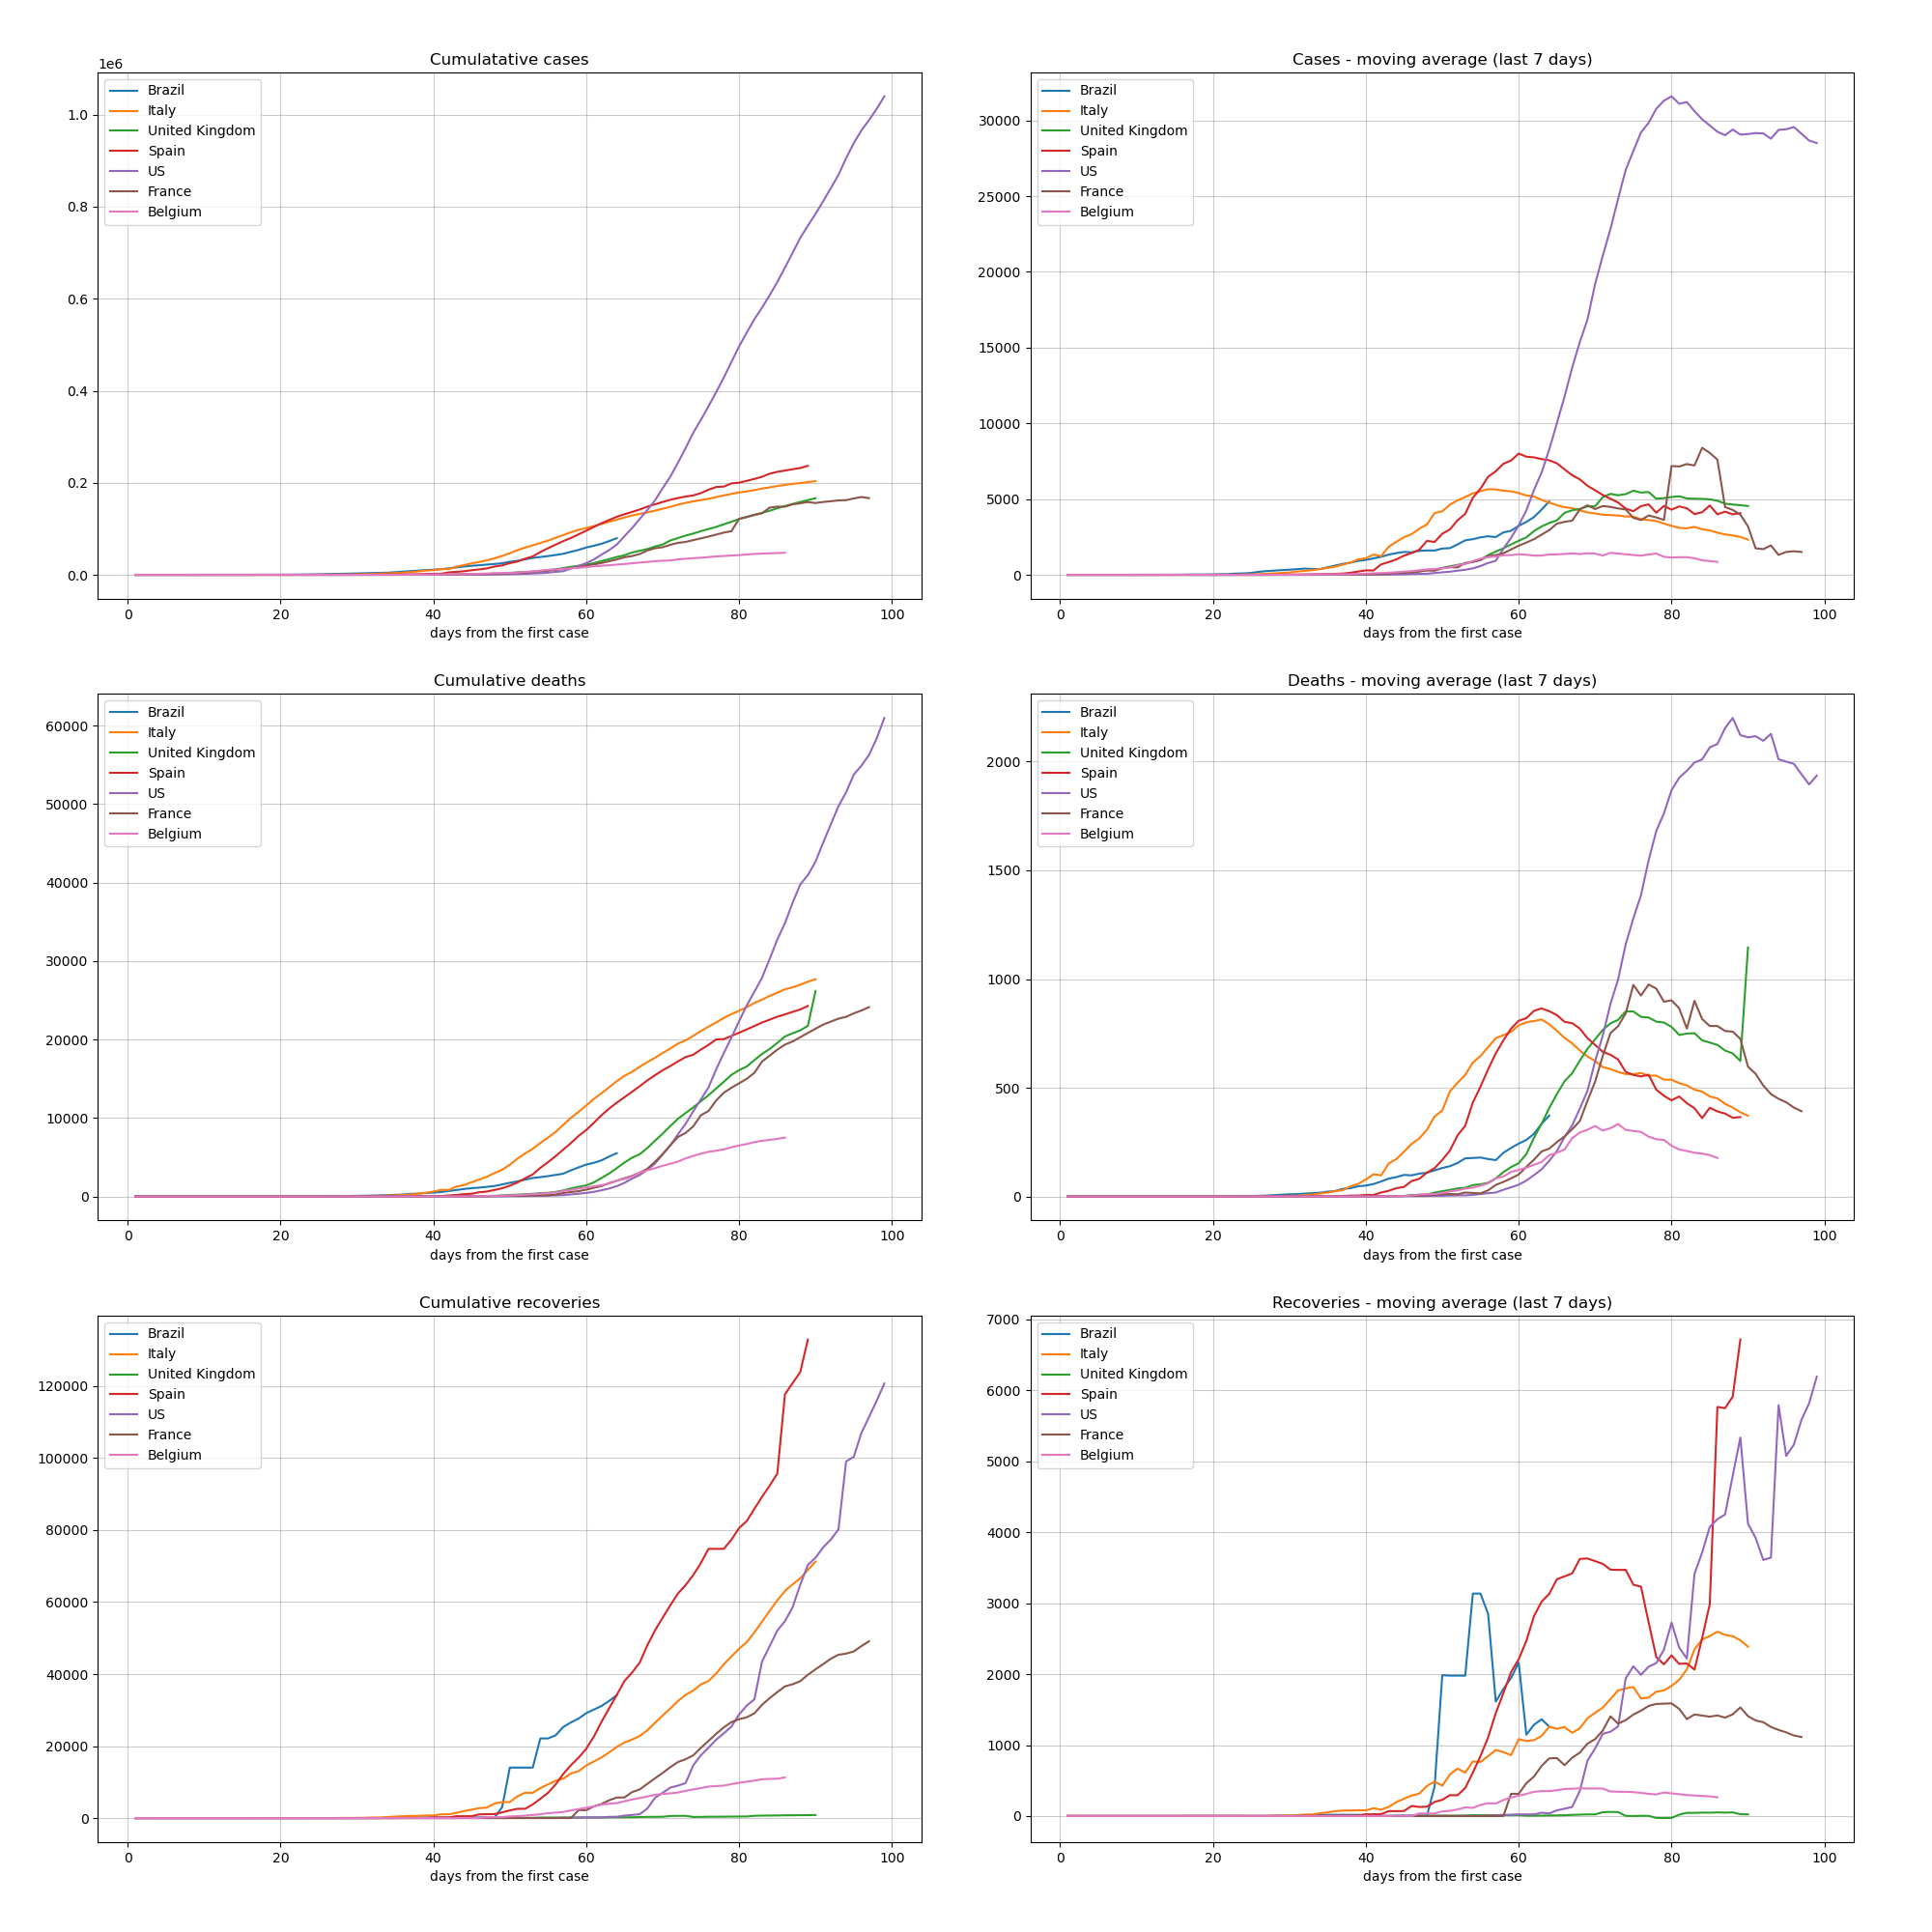 Cumulatative cases
1e6
1.0
0.8
0.6
0.4
0.2
0.0
Brazil
Italy
United Kingdom
Spain
US
France
Belgium
0 20 40 60 80 100
days from the first case
Cases - moving average (last 7 days)
30000
25000
20000
15000
10000
5000
0
Brazil
Italy
United Kingdom
Spain
US
France
Belgium
0 20 40 60 80 100
days from the first case
Cumulative deaths
60000
50000
40000
30000
20000
10000
0
Brazil
Italy
United Kingdom
Spain
US
France
Belgium
0 20 40 60 80 100
days from the first case
Deaths - moving average (last 7 days)
2000
1500
1000
500
0
Brazil
Italy
United Kingdom
Spain
US
France
Belgium
0 20 40 60 80 100
days from the first case
Cumulative recoveries
120000
100000
80000
60000
40000
20000
0
Brazil
Italy
United Kingdom
Spain
US
France
Belgium
0 20 40 60 80 100
days from the first case
Recoveries - moving average (last 7 days)
7000
6000
5000
4000
3000
2000
1000
0
Brazil
Italy
United Kingdom
Spain
US
France
Belgium
0 20 40 60 80 100
days from the first case